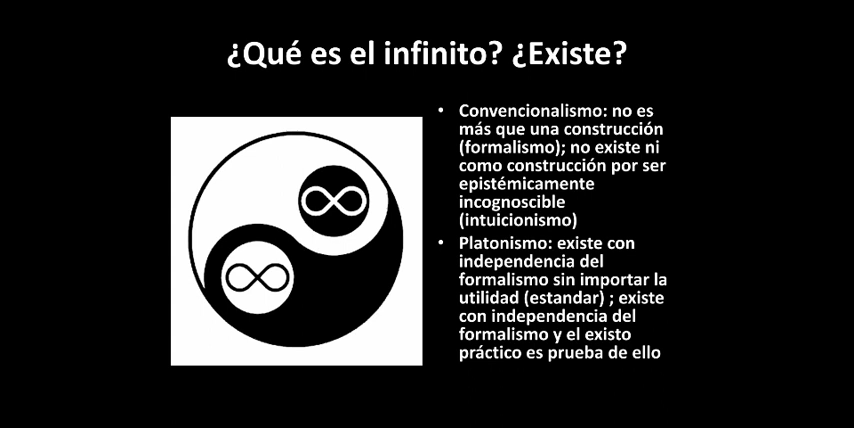 ¿Qué es el infinito? ¿Existe?
• Convencionalismo: no es
más que una construcción
(formalismo); no existe ni
como construcción por ser
epistémicamente
incognoscible
(intuicionismo)
• Platonismo: existe con
independencia del
formalismo sin importar la
utilidad (estandar) ; existe
con independencia del
formalismo y el existo
práctico es prueba de ello